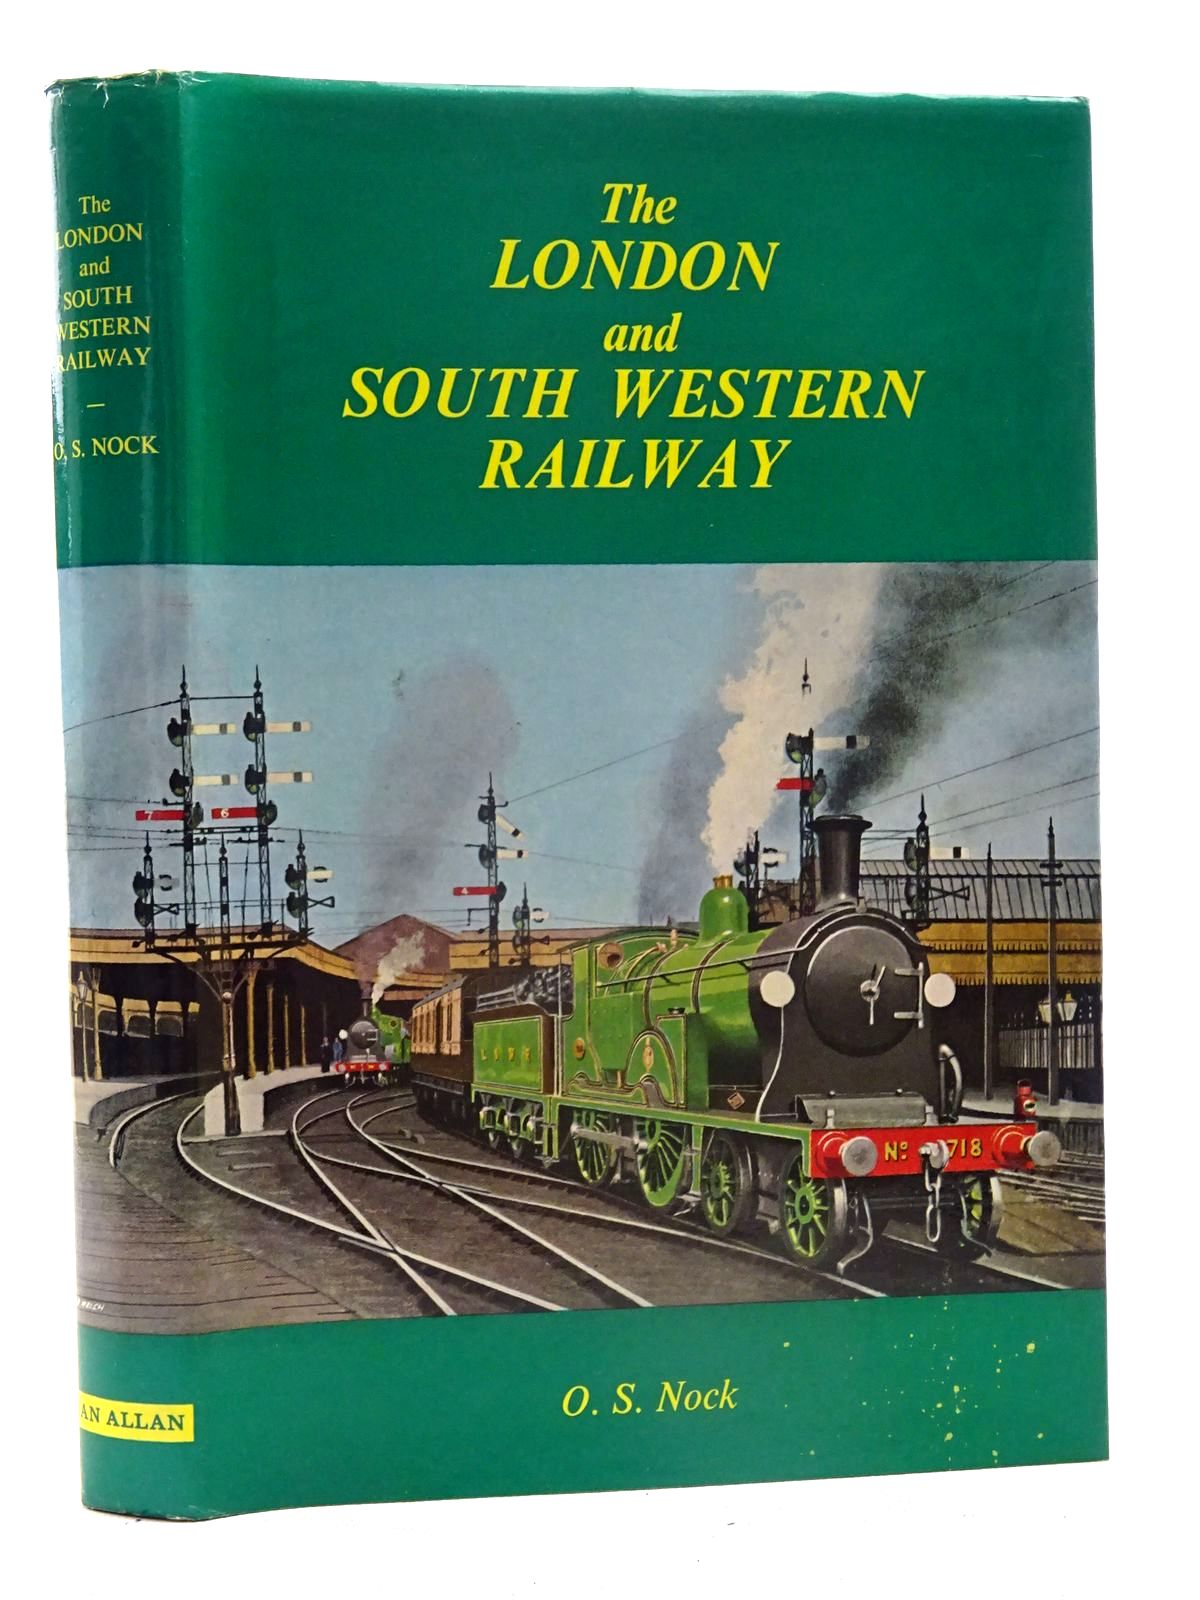 The
LONDON
and
SOUTH
WESTERN
RAILWAY
—
O. S. NOCK
AN ALLAN
The
LONDON
and
SOUTH WESTERN
RAILWAY
7 6
4
Nº 718
O. S. Nock